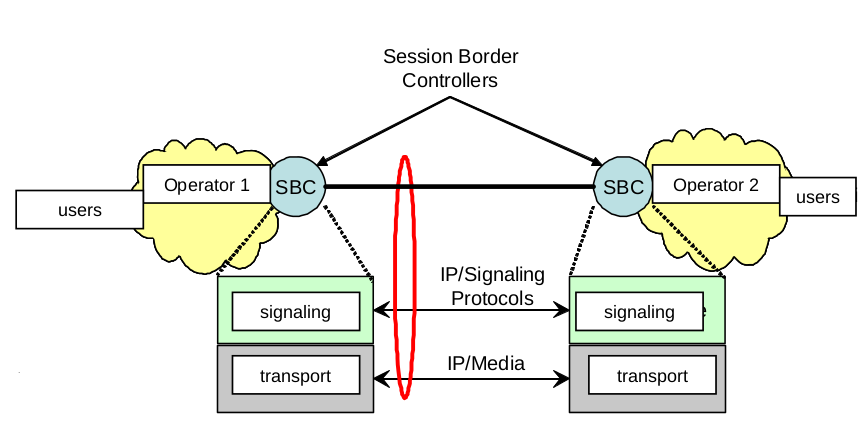 Session Border
Controllers
Operator 1
SBC
SBC
Operator 2
users
users
IP/Signaling
Protocols
signaling
signaling
IP/Media
transport
transport